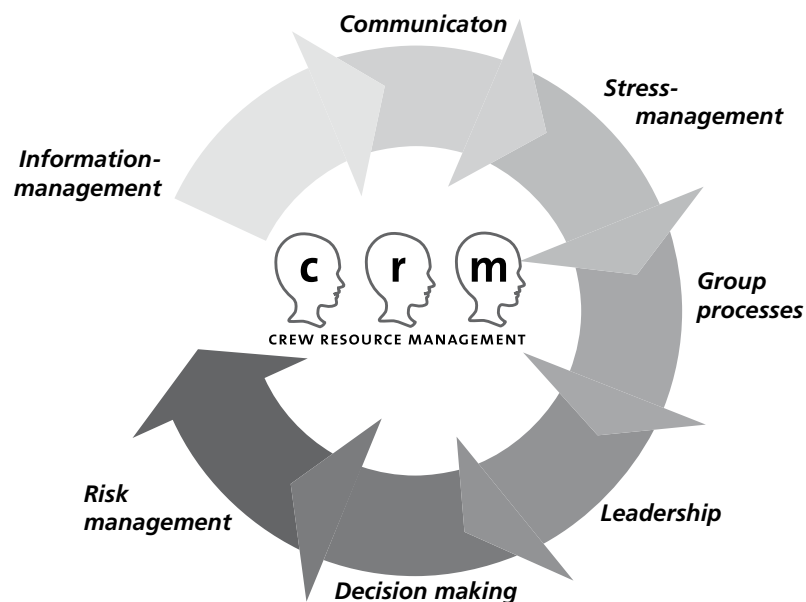 Communicaton
Stress-
management
Information-
management
c r m
CREW RESOURCE MANAGEMENT
Group
processes
Leadership
Risk
management
Decision making